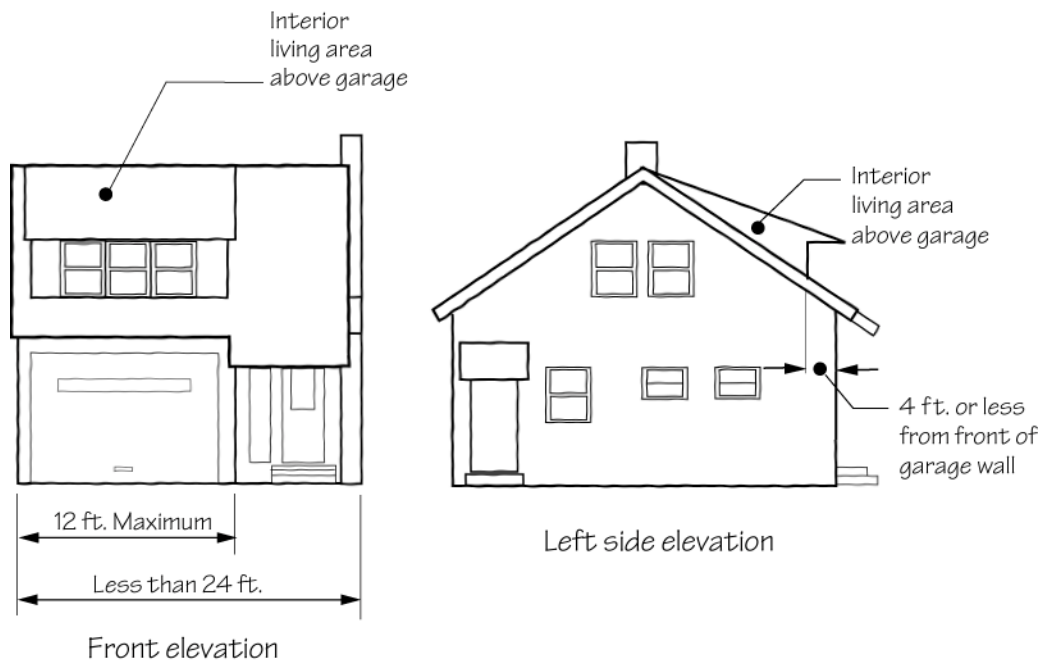 Interior
living area
above garage
12 ft. Maximum
Less than 24 ft.
Front elevation
Interior
living area
above garage
4 ft. or less
from front of
garage wall
Left side elevation